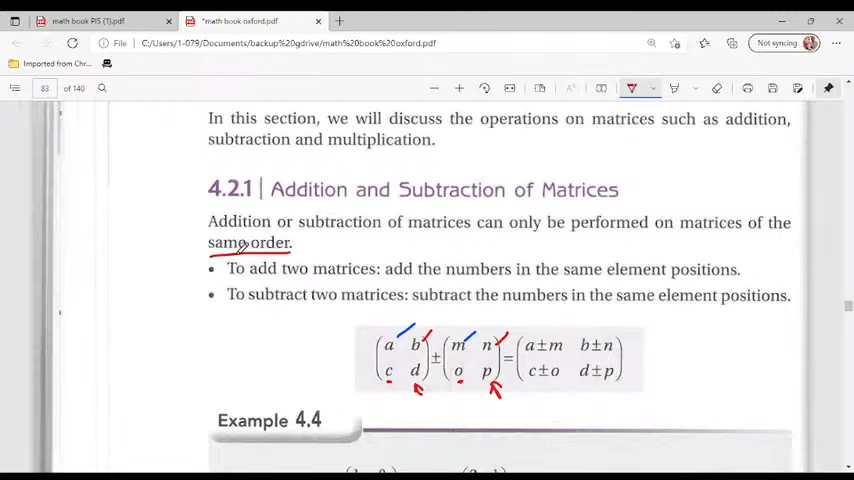 math book PIS (1).pdf
*math book oxford.pdf
File
C:/Users/1-079/Documents/backup%20gdrive/math%20book%20oxford.pdf
Not syncing
Imported from Chr...
83 of 140
In this section, we will discuss the operations on matrices such as addition,
subtraction and multiplication.
4.2.1 | Addition and Subtraction of Matrices
Addition or subtraction of matrices can only be performed on matrices of the
same order.
• To add two matrices: add the numbers in the same element positions.
• To subtract two matrices: subtract the numbers in the same element positions.
(a b) ± (m n) = (a±m b±n)
(c d) (o p) (c±o d±p)
Example 4.4